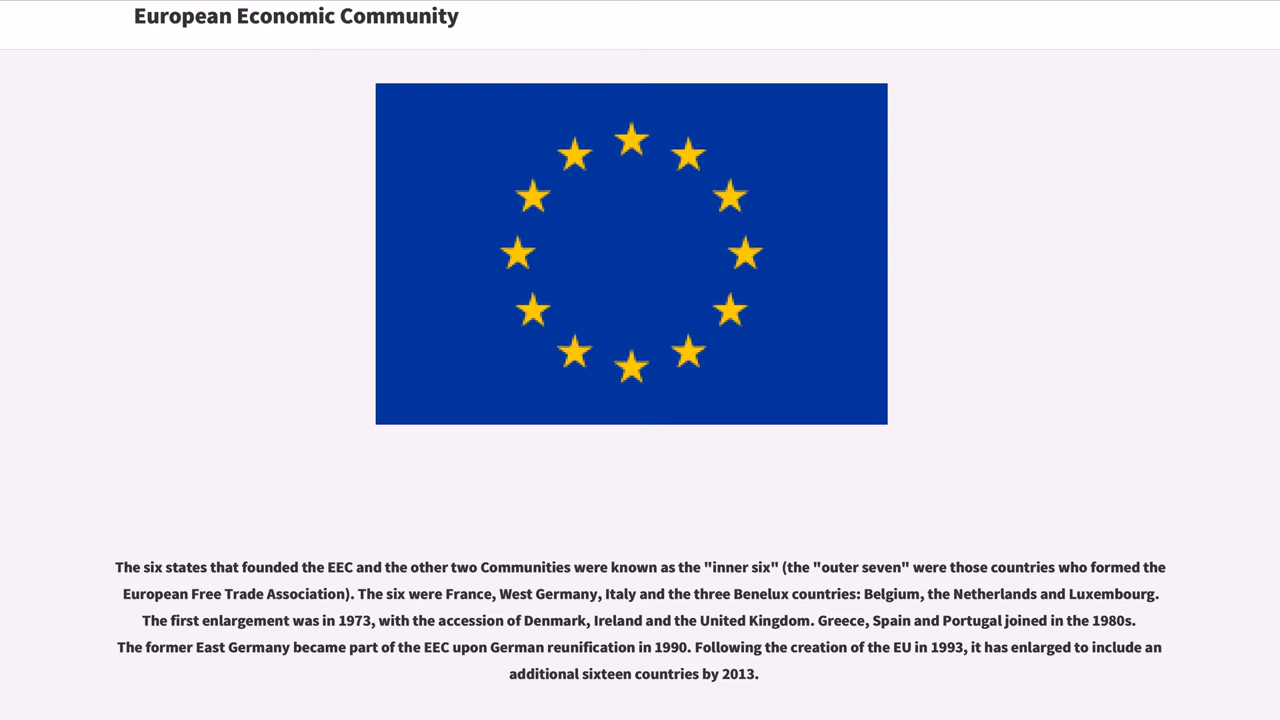 European Economic Community
The six states that founded the EEC and the other two Communities were known as the "inner six" (the "outer seven" were those countries who formed the
European Free Trade Association). The six were France, West Germany, Italy and the three Benelux countries: Belgium, the Netherlands and Luxembourg.
The first enlargement was in 1973, with the accession of Denmark, Ireland and the United Kingdom. Greece, Spain and Portugal joined in the 1980s.
The former East Germany became part of the EEC upon German reunification in 1990. Following the creation of the EU in 1993, it has enlarged to include an
additional sixteen countries by 2013.